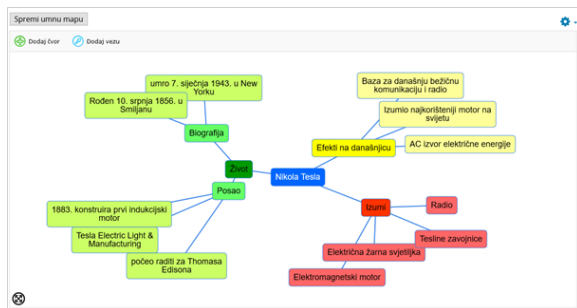 Spremi umnu mapu
Dodaj čvor
Dodaj vezu
umro 7. siječnja 1943. u New
Yorku
Rođen 10. srpnja 1856. u
Smiljanu
Biografija
Život
Posao
1883. konstruira prvi indukcijski
motor
Tesla Electric Light &
Manufacturing
počeo raditi za Thomasa
Edisona
Nikola Tesla
Baza za današnju bežičnu
komunikaciju i radio
Izumio najkorišteniji motor na
svijetu
AC izvor električne energije
Efekti na današnjicu
Izumi
Radio
Tesline zavojnice
Električna žarna svjetiljka
Elektromagnetski motor